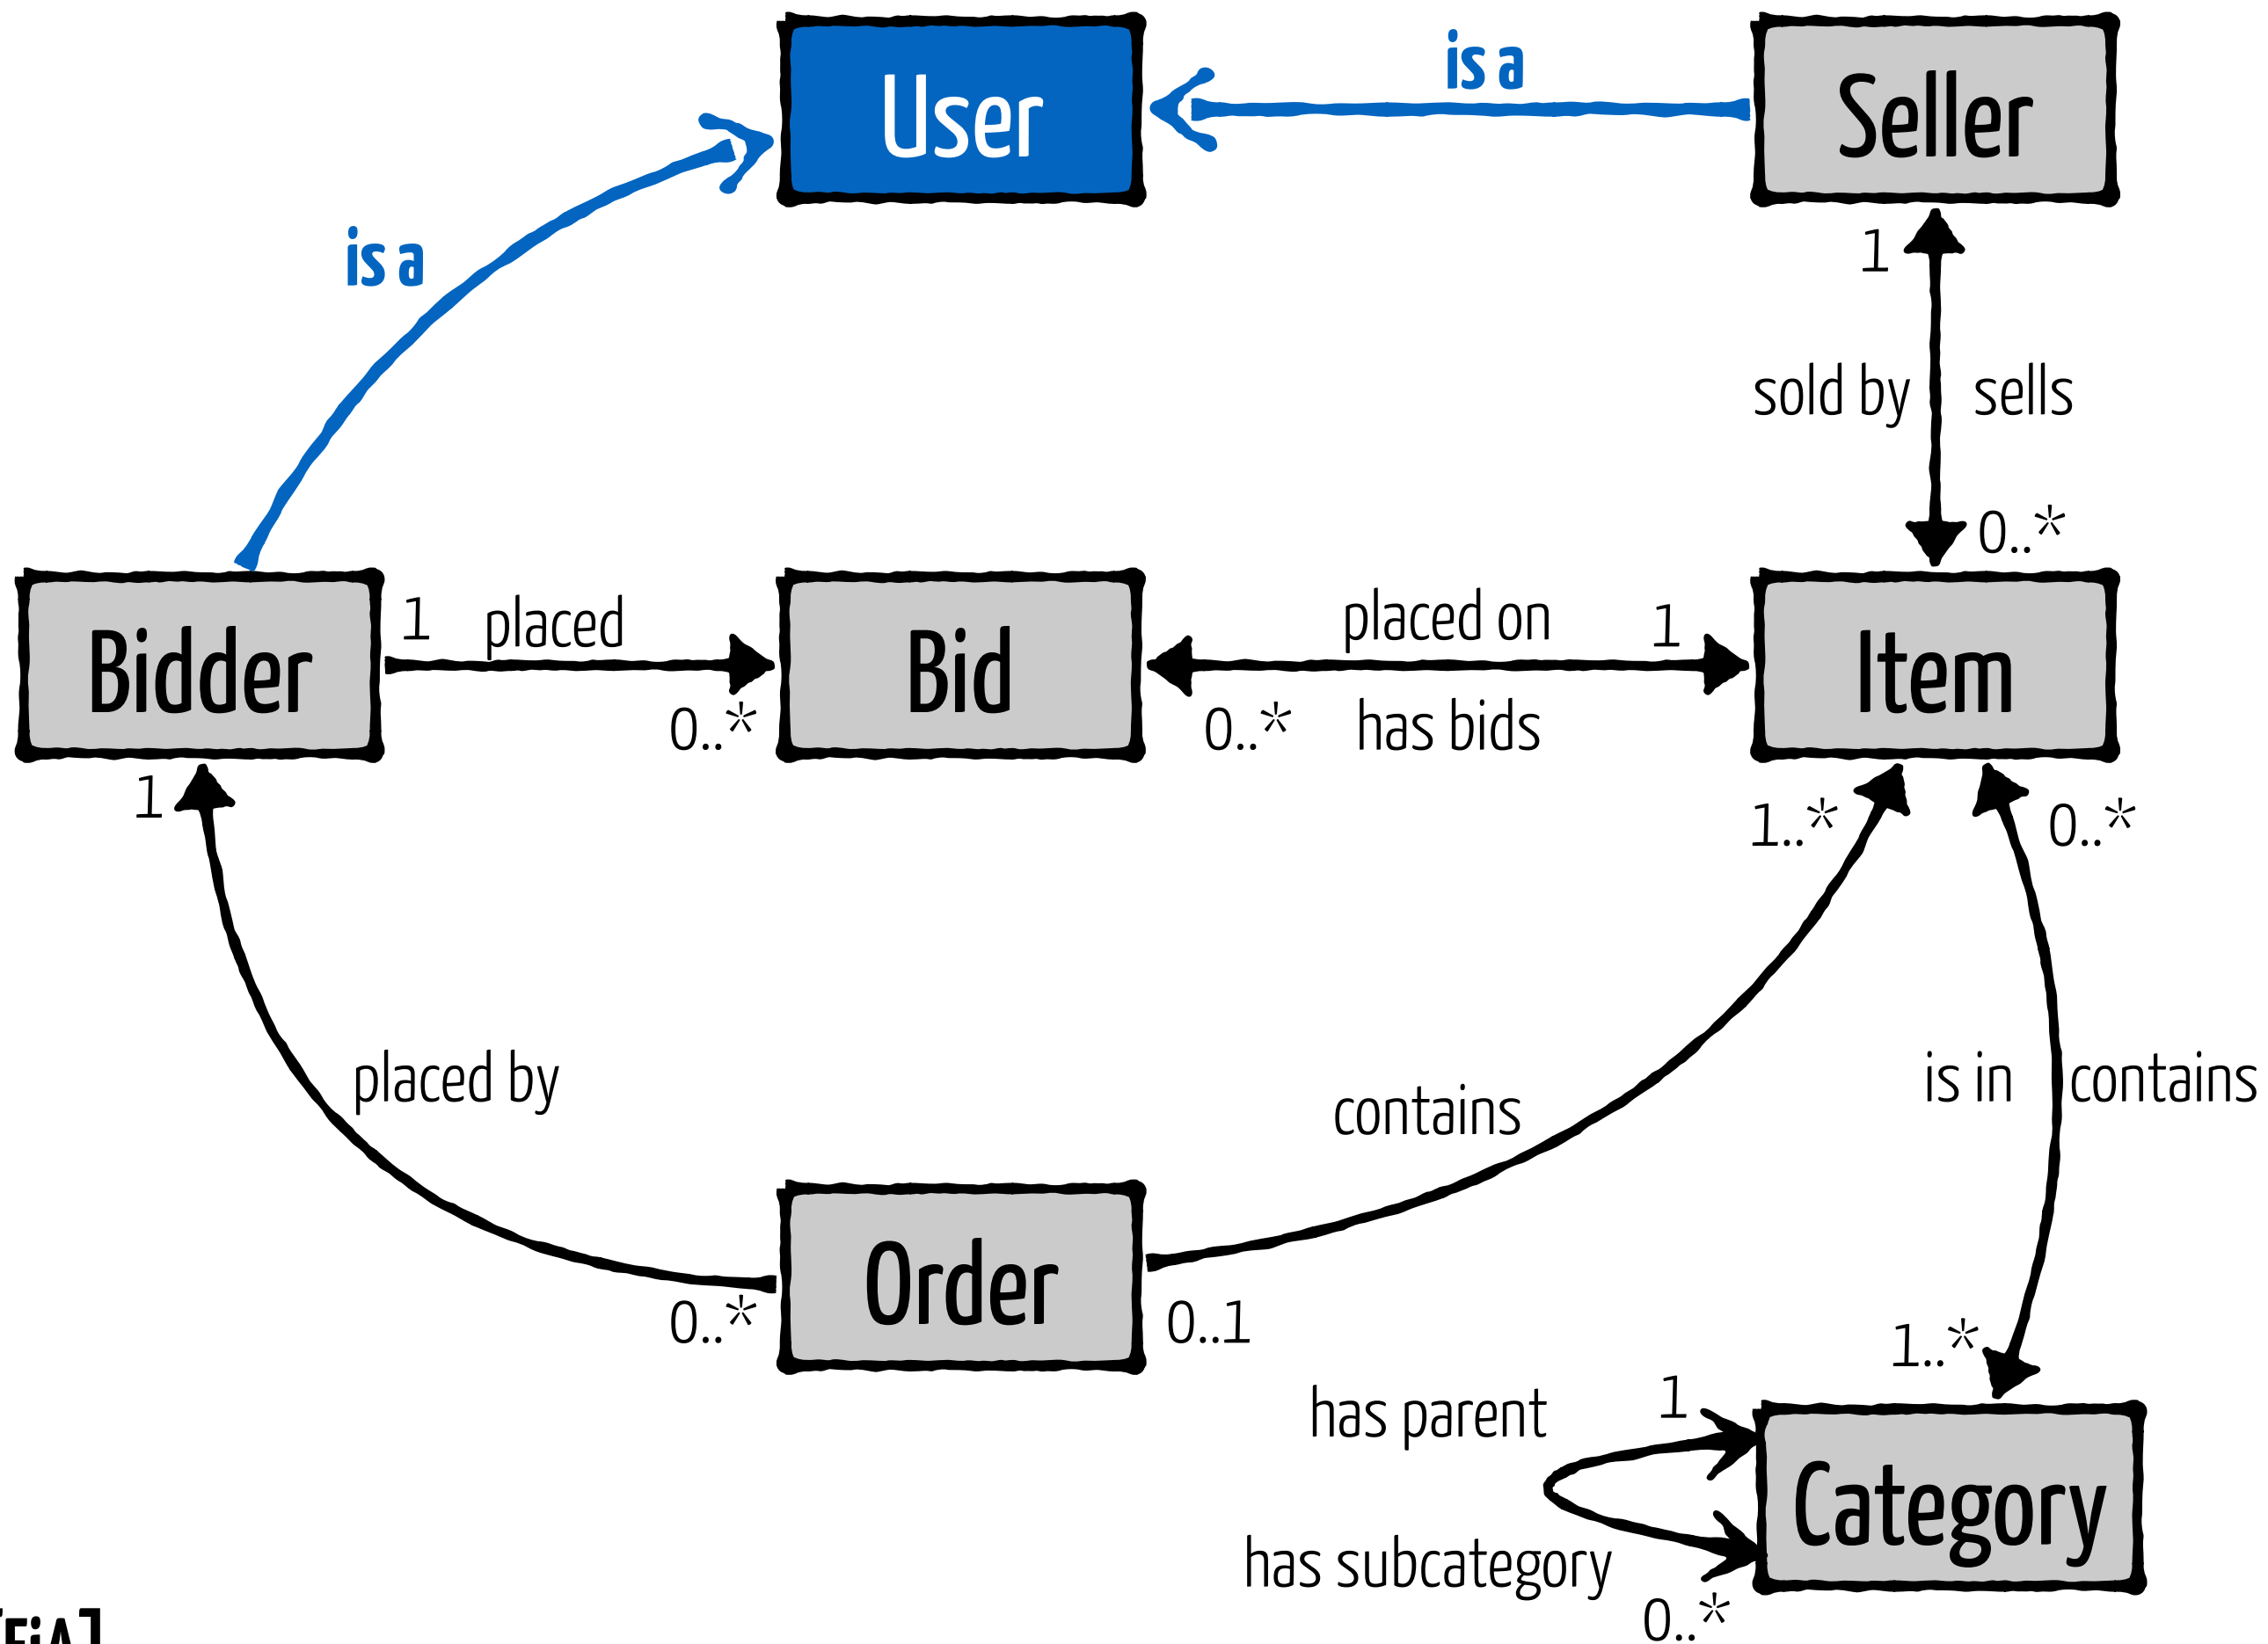 User
is a
Seller
is a
1
sold by
sells
0..*
Bidder
1
placed
0..*
Bid
placed on
1
0..*
has bids
Item
1
1..*
0..*
placed by
contains
is in
contains
Order
0..*
0..1
1..*
has parent
1
Category
has subcategory
0..*
EiA]